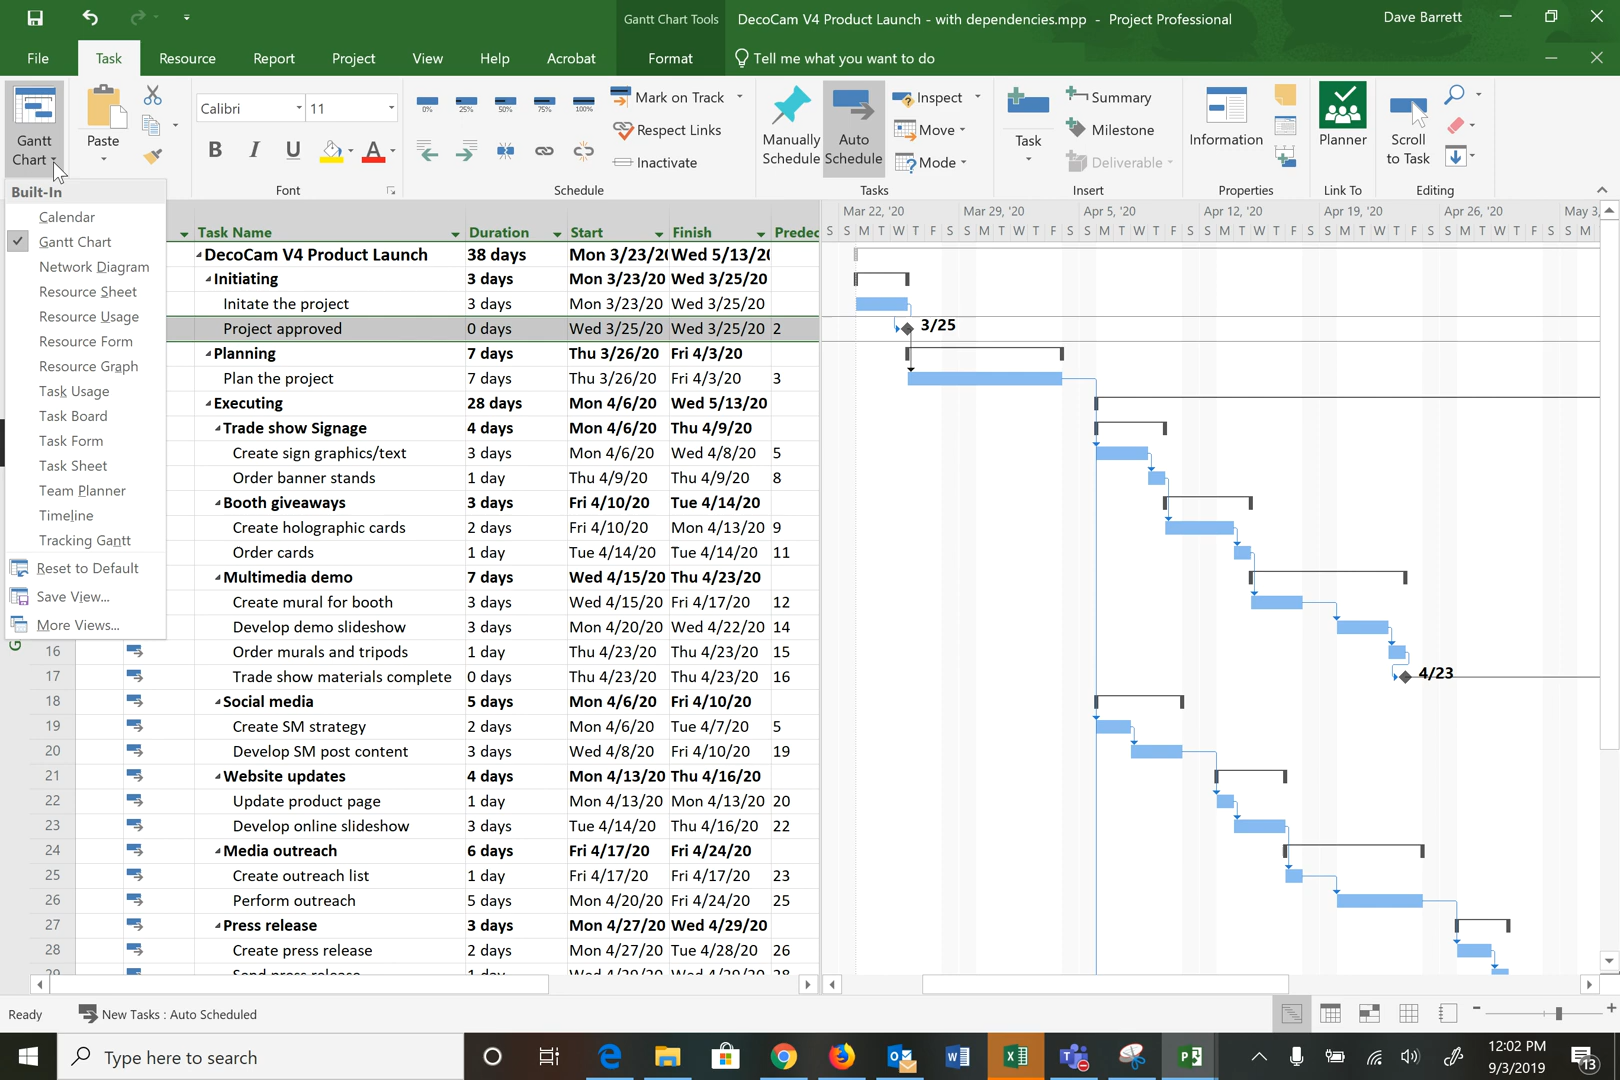 Gantt Chart Tools
DecoCam V4 Product Launch - with dependencies.mpp - Project Professional
Dave Barrett
File
Task
Resource
Report
Project
View
Help
Acrobat
Format
Tell me what you want to do
Gantt
Chart
Paste
Calibri
11
B
I
U
A
Font
0%
25%
50%
75%
100%
Mark on Track
Respect Links
Inactivate
Schedule
Manually
Schedule
Auto
Schedule
Inspect
Move
Mode
Tasks
Task
Summary
Milestone
Deliverable
Insert
Information
Properties
Planner
Link To
Scroll
to Task
Editing
Built-In
Calendar
Gantt Chart
Network Diagram
Resource Sheet
Resource Usage
Resource Form
Resource Graph
Task Usage
Task Board
Task Form
Task Sheet
Team Planner
Timeline
Tracking Gantt
Reset to Default
Save View...
More Views...
Task Name Duration Start Finish Predec
DecoCam V4 Product Launch 38 days Mon 3/23/20 Wed 5/13/20
Initiating 3 days Mon 3/23/20 Wed 3/25/20
Initate the project 3 days Mon 3/23/20 Wed 3/25/20
Project approved 0 days Wed 3/25/20 Wed 3/25/20 2
Planning 7 days Thu 3/26/20 Fri 4/3/20
Plan the project 7 days Thu 3/26/20 Fri 4/3/20 3
Executing 28 days Mon 4/6/20 Wed 5/13/20
Trade show Signage 4 days Mon 4/6/20 Thu 4/9/20
Create sign graphics/text 3 days Mon 4/6/20 Wed 4/8/20 5
Order banner stands 1 day Thu 4/9/20 Thu 4/9/20 8
Booth giveaways 3 days Fri 4/10/20 Tue 4/14/20
Create holographic cards 2 days Fri 4/10/20 Mon 4/13/20 9
Order cards 1 day Tue 4/14/20 Tue 4/14/20 11
Multimedia demo 7 days Wed 4/15/20 Thu 4/23/20
Create mural for booth 3 days Wed 4/15/20 Fri 4/17/20 12
Develop demo slideshow 3 days Mon 4/20/20 Wed 4/22/20 14
16 Order murals and tripods 1 day Thu 4/23/20 Thu 4/23/20 15
17 Trade show materials complete 0 days Thu 4/23/20 Thu 4/23/20 16
18 Social media 5 days Mon 4/6/20 Fri 4/10/20
19 Create SM strategy 2 days Mon 4/6/20 Tue 4/7/20 5
20 Develop SM post content 3 days Wed 4/8/20 Fri 4/10/20 19
21 Website updates 4 days Mon 4/13/20 Thu 4/16/20
22 Update product page 1 day Mon 4/13/20 Mon 4/13/20 20
23 Develop online slideshow 3 days Tue 4/14/20 Thu 4/16/20 22
24 Media outreach 6 days Fri 4/17/20 Fri 4/24/20
25 Create outreach list 1 day Fri 4/17/20 Fri 4/17/20 23
26 Perform outreach 5 days Mon 4/20/20 Fri 4/24/20 25
27 Press release 3 days Mon 4/27/20 Wed 4/29/20
28 Create press release 2 days Mon 4/27/20 Tue 4/28/20 26
29 Send press release 1 day Wed 4/29/20 Wed 4/29/20 28
Mar 22, '20 Mar 29, '20 Apr 5, '20 Apr 12, '20 Apr 19, '20 Apr 26, '20 May 3,
S S M T W T F S S M T W T F S S M T W T F S S M T W T F S S M T W T F S S M T W T F S S M
3/25
4/23
G
Ready
New Tasks : Auto Scheduled
Type here to search
12:02 PM
9/3/2019
13